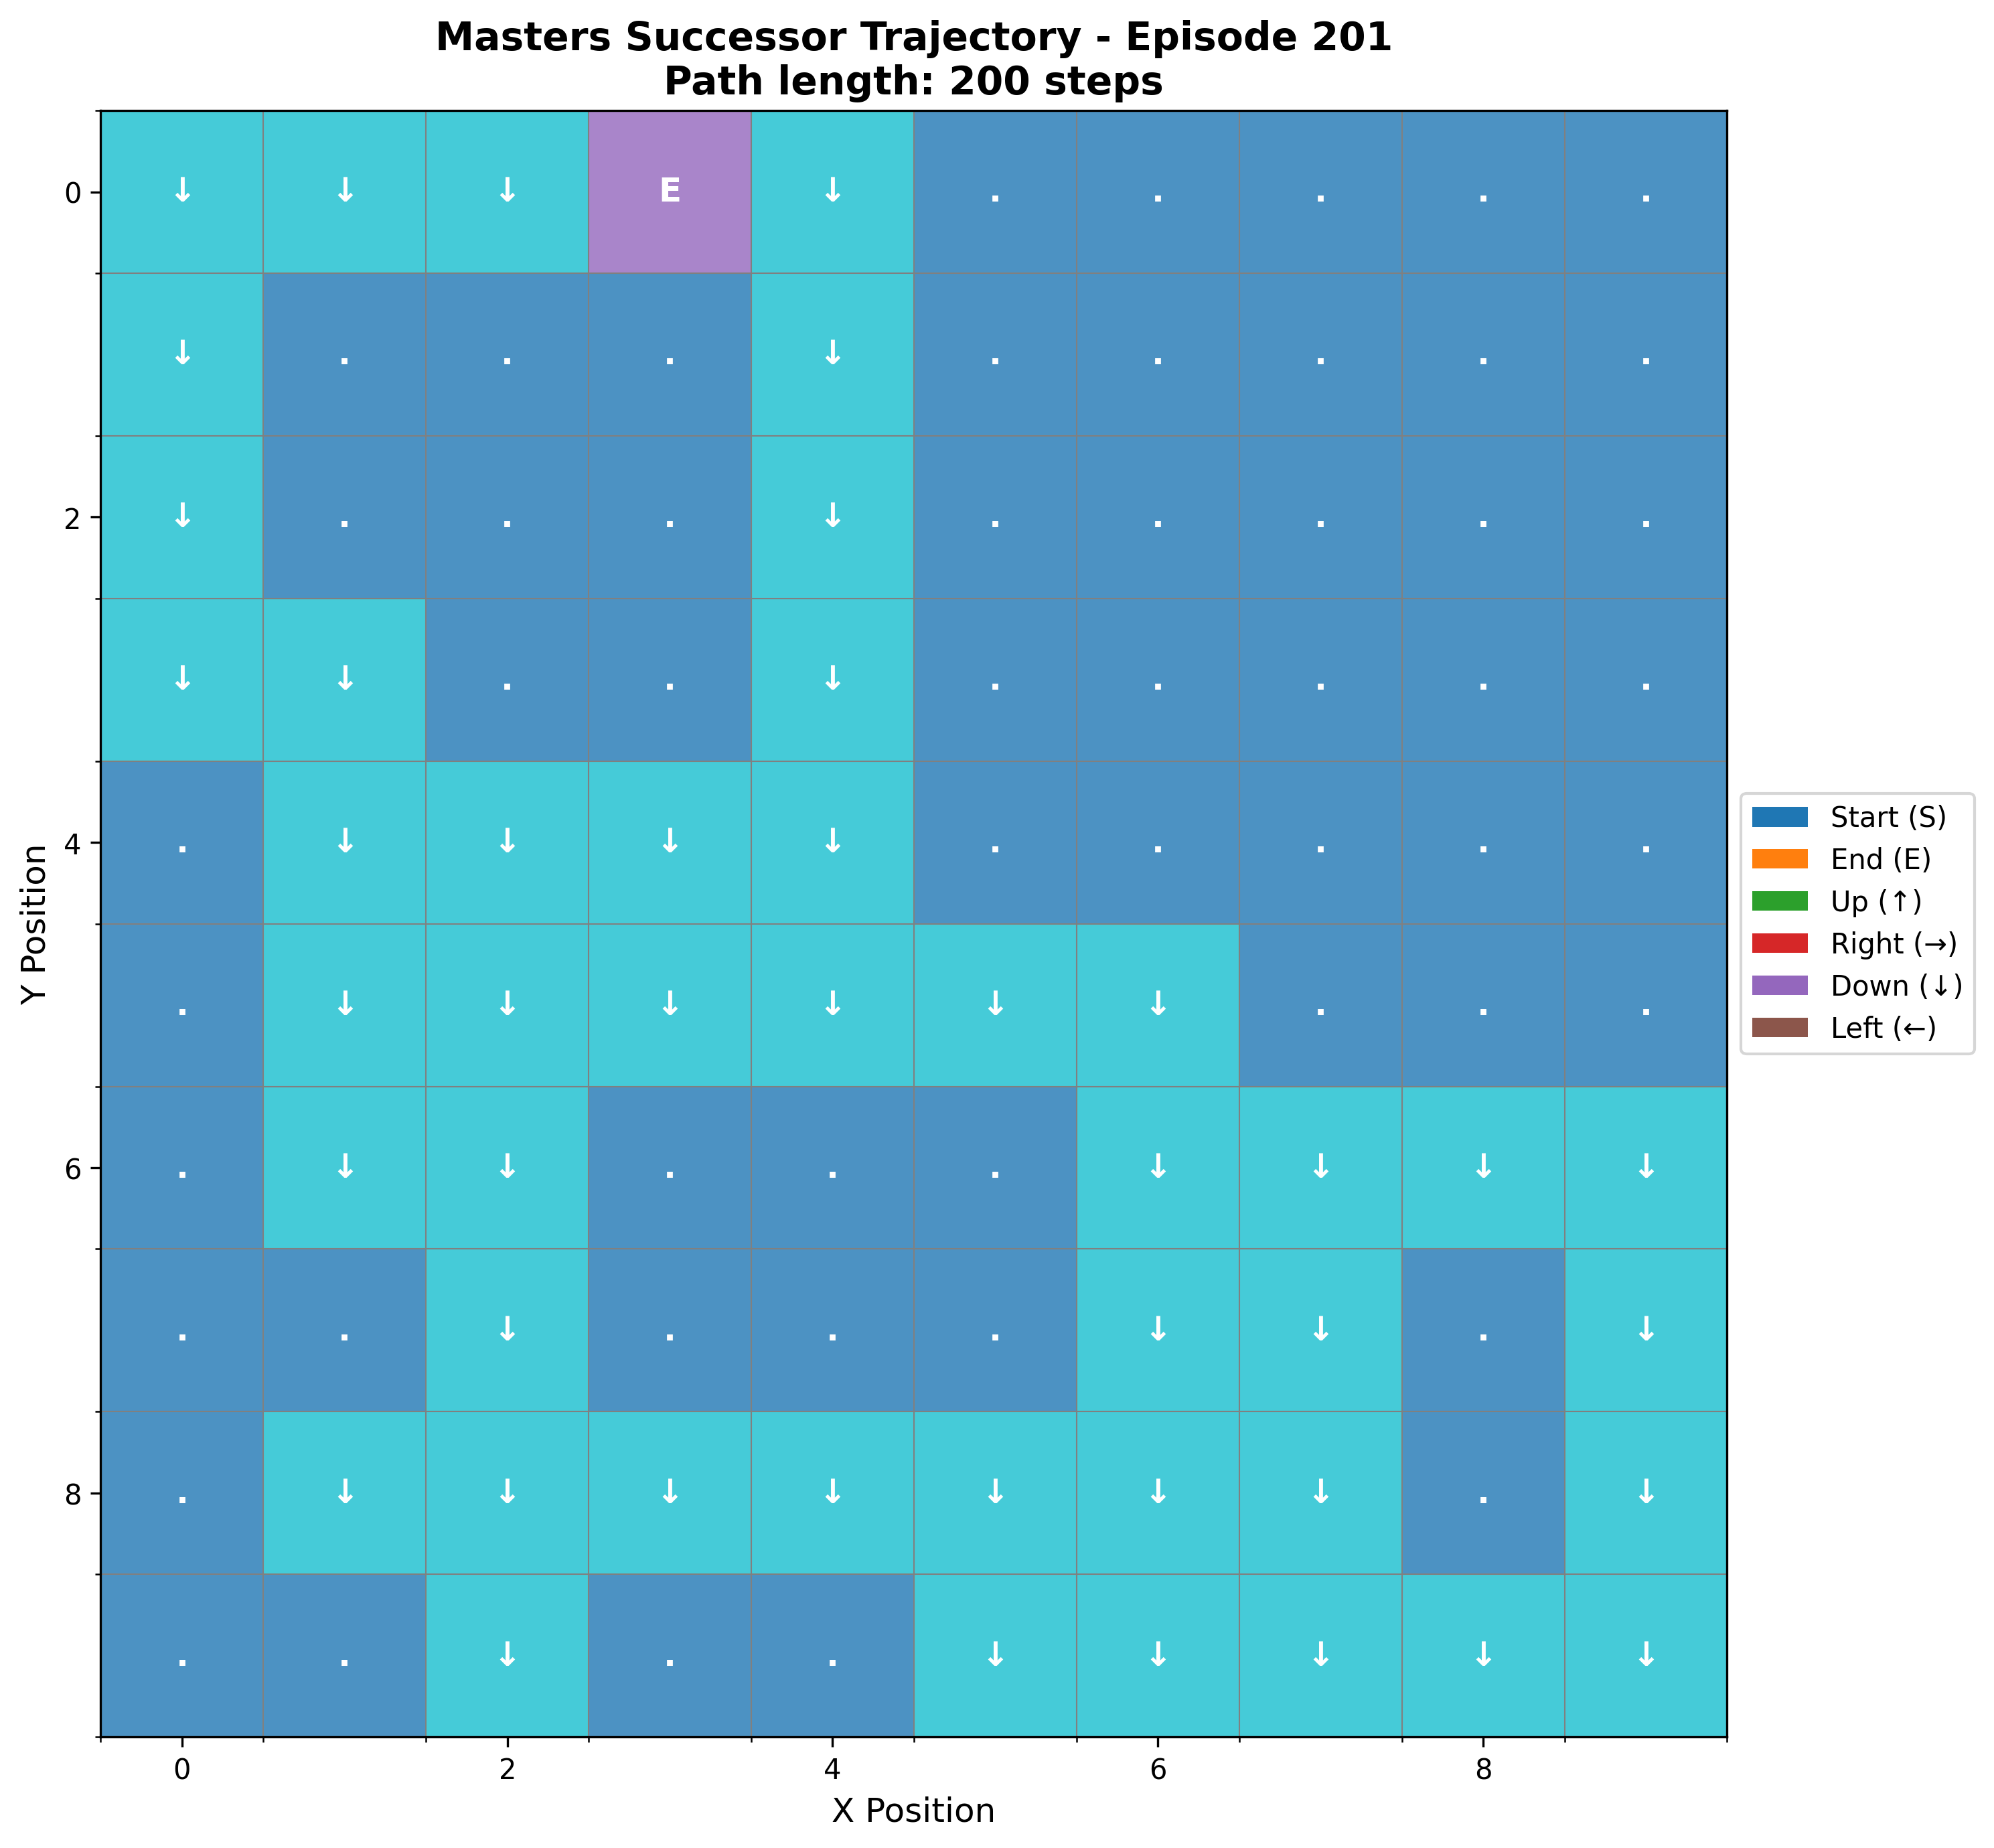 Masters Successor Trajectory - Episode 201
Path length: 200 steps
0 ↓ ↓ ↓ E ↓ . . . . .
↓ . . . ↓ . . . . .
2 ↓ . . . ↓ . . . . .
↓ ↓ . . ↓ . . . . .
4 . ↓ ↓ ↓ ↓ . . . . .
. ↓ ↓ ↓ ↓ ↓ ↓ . . .
6 . ↓ ↓ . . . ↓ ↓ ↓ ↓
. . ↓ . . . ↓ ↓ . ↓
8 . ↓ ↓ ↓ ↓ ↓ ↓ ↓ . ↓
. . ↓ . . ↓ ↓ ↓ ↓ ↓
0 2 4 6 8
X Position
Y Position
Start (S)
End (E)
Up (↑)
Right (→)
Down (↓)
Left (←)